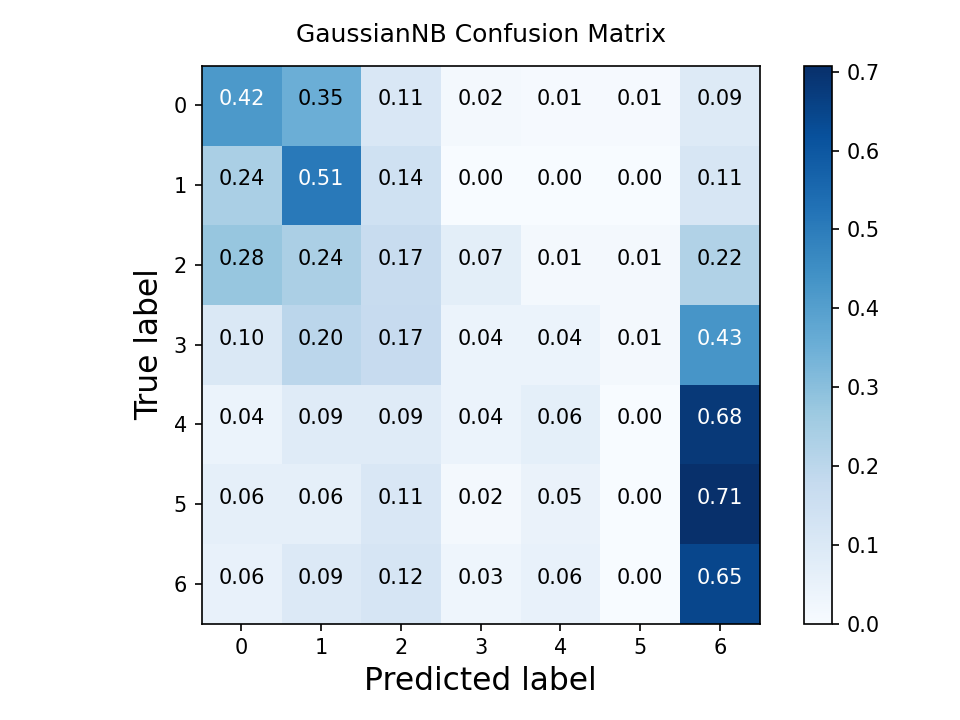 GaussianNB Confusion Matrix
0 0.42 0.35 0.11 0.02 0.01 0.01 0.09
1 0.24 0.51 0.14 0.00 0.00 0.00 0.11
2 0.28 0.24 0.17 0.07 0.01 0.01 0.22
3 0.10 0.20 0.17 0.04 0.04 0.01 0.43
4 0.04 0.09 0.09 0.04 0.06 0.00 0.68
5 0.06 0.06 0.11 0.02 0.05 0.00 0.71
6 0.06 0.09 0.12 0.03 0.06 0.00 0.65
0 1 2 3 4 5 6
True label
Predicted label
0.7
0.6
0.5
0.4
0.3
0.2
0.1
0.0